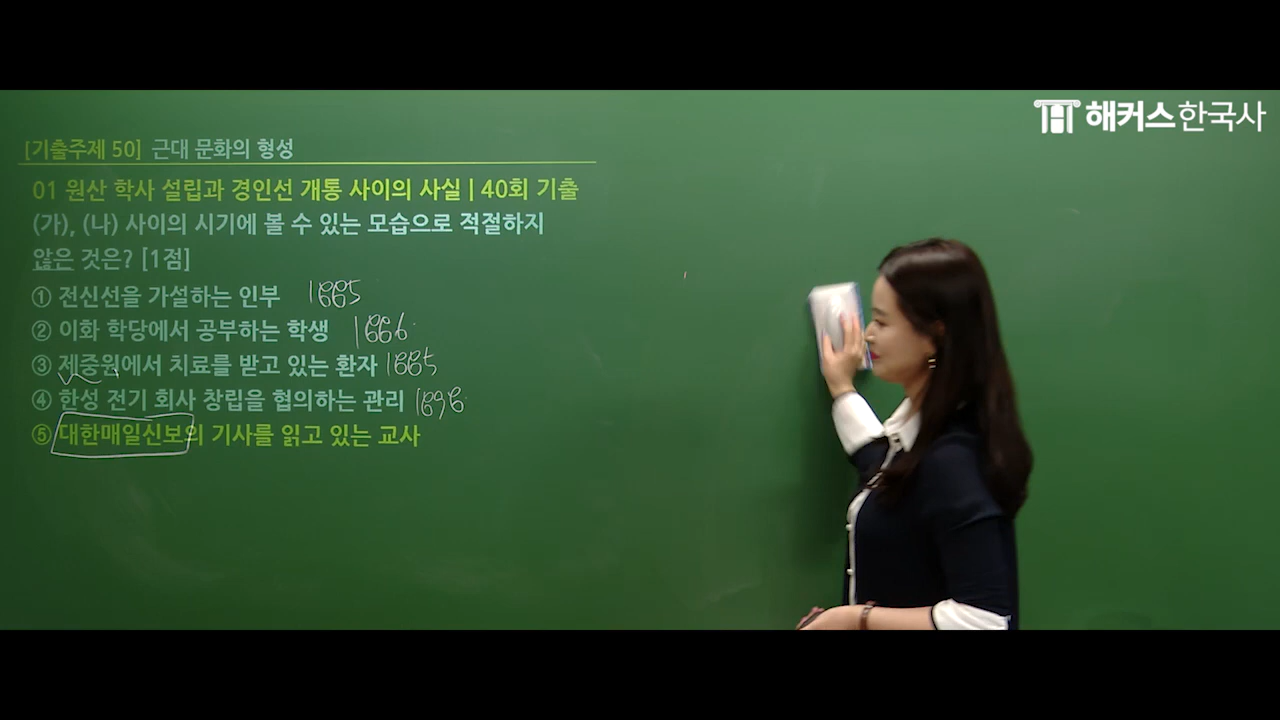 해커스한국사
[기출주제 50] 근대 문화의 형성
01 원산 학사 설립과 경인선 개통 사이의 사실 | 40회 기출
(가), (나) 사이의 시기에 볼 수 있는 모습으로 적절하지
않은 것은? [1점]
① 전신선을 가설하는 인부 1885
② 이화 학당에서 공부하는 학생 1886
③ 제중원에서 치료를 받고 있는 환자 1885
④ 한성 전기 회사 창립을 협의하는 관리 1898
⑤ 대한매일신보의 기사를 읽고 있는 교사